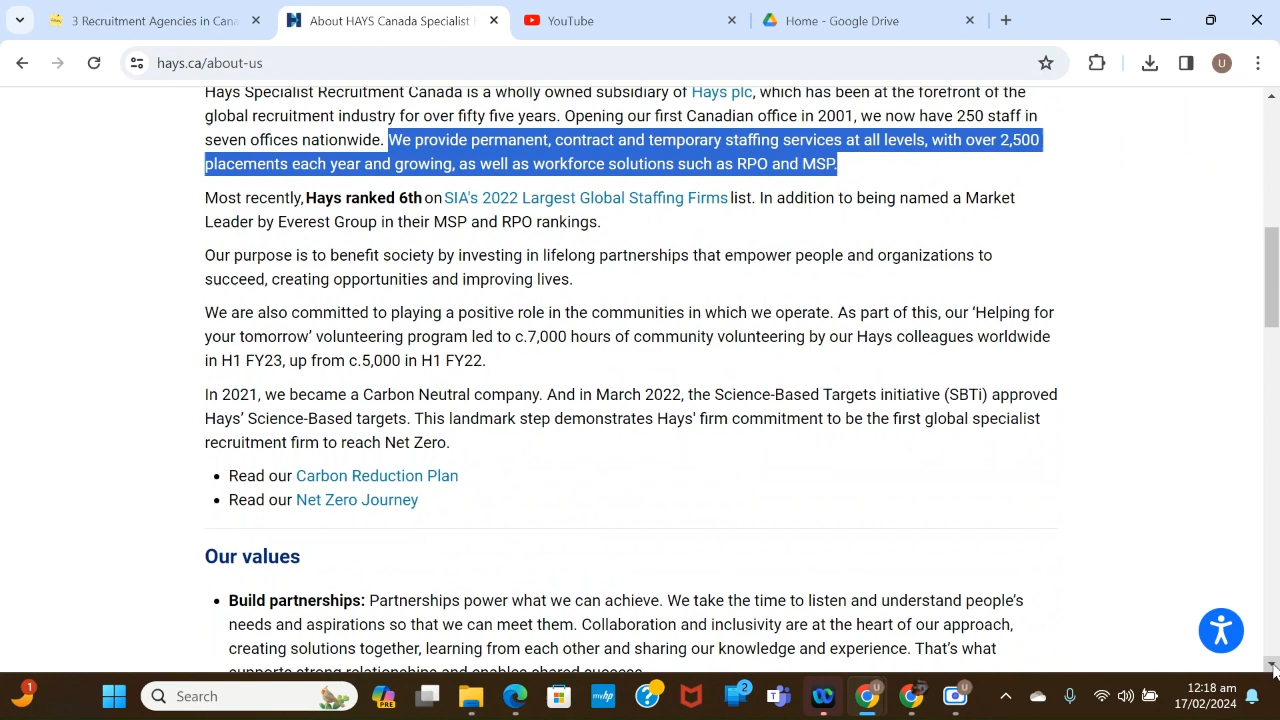 3 Recruitment Agencies in Cana
About HAYS Canada Specialist
YouTube
Home - Google Drive
hays.ca/about-us
U
Hays Specialist Recruitment Canada is a wholly owned subsidiary of Hays plc, which has been at the forefront of the
global recruitment industry for over fifty five years. Opening our first Canadian office in 2001, we now have 250 staff in
seven offices nationwide. We provide permanent, contract and temporary staffing services at all levels, with over 2,500
placements each year and growing, as well as workforce solutions such as RPO and MSP.
Most recently, Hays ranked 6th on SIA's 2022 Largest Global Staffing Firms list. In addition to being named a Market
Leader by Everest Group in their MSP and RPO rankings.
Our purpose is to benefit society by investing in lifelong partnerships that empower people and organizations to
succeed, creating opportunities and improving lives.
We are also committed to playing a positive role in the communities in which we operate. As part of this, our ‘Helping for
your tomorrow’ volunteering program led to c.7,000 hours of community volunteering by our Hays colleagues worldwide
in H1 FY23, up from c.5,000 in H1 FY22.
In 2021, we became a Carbon Neutral company. And in March 2022, the Science-Based Targets initiative (SBTi) approved
Hays’ Science-Based targets. This landmark step demonstrates Hays' firm commitment to be the first global specialist
recruitment firm to reach Net Zero.
• Read our Carbon Reduction Plan
• Read our Net Zero Journey
Our values
• Build partnerships: Partnerships power what we can achieve. We take the time to listen and understand people’s
needs and aspirations so that we can meet them. Collaboration and inclusivity are at the heart of our approach,
creating solutions together, learning from each other and sharing our knowledge and experience. That’s what
supports strong relationships and enables shared success.
1
Search
PRE
myhp
2
U
U
12:18 am
17/02/2024